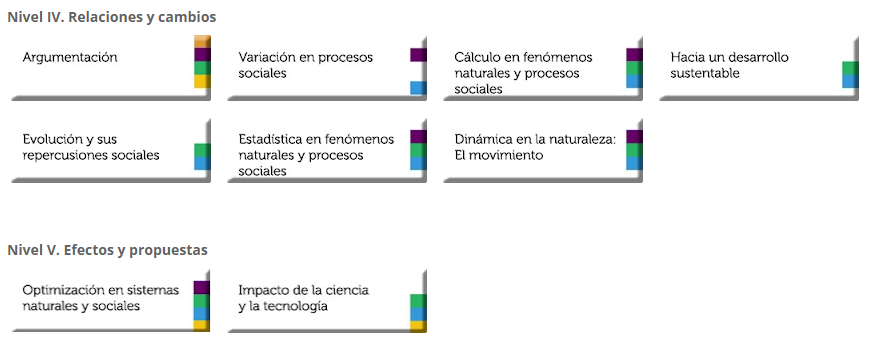 Nivel IV. Relaciones y cambios
Argumentación
Variación en procesos
sociales
Cálculo en fenómenos
naturales y procesos
sociales
Hacia un desarrollo
sustentable
Evolución y sus
repercusiones sociales
Estadística en fenómenos
naturales y procesos
sociales
Dinámica en la naturaleza:
El movimiento
Nivel V. Efectos y propuestas
Optimización en sistemas
naturales y sociales
Impacto de la ciencia
y la tecnología